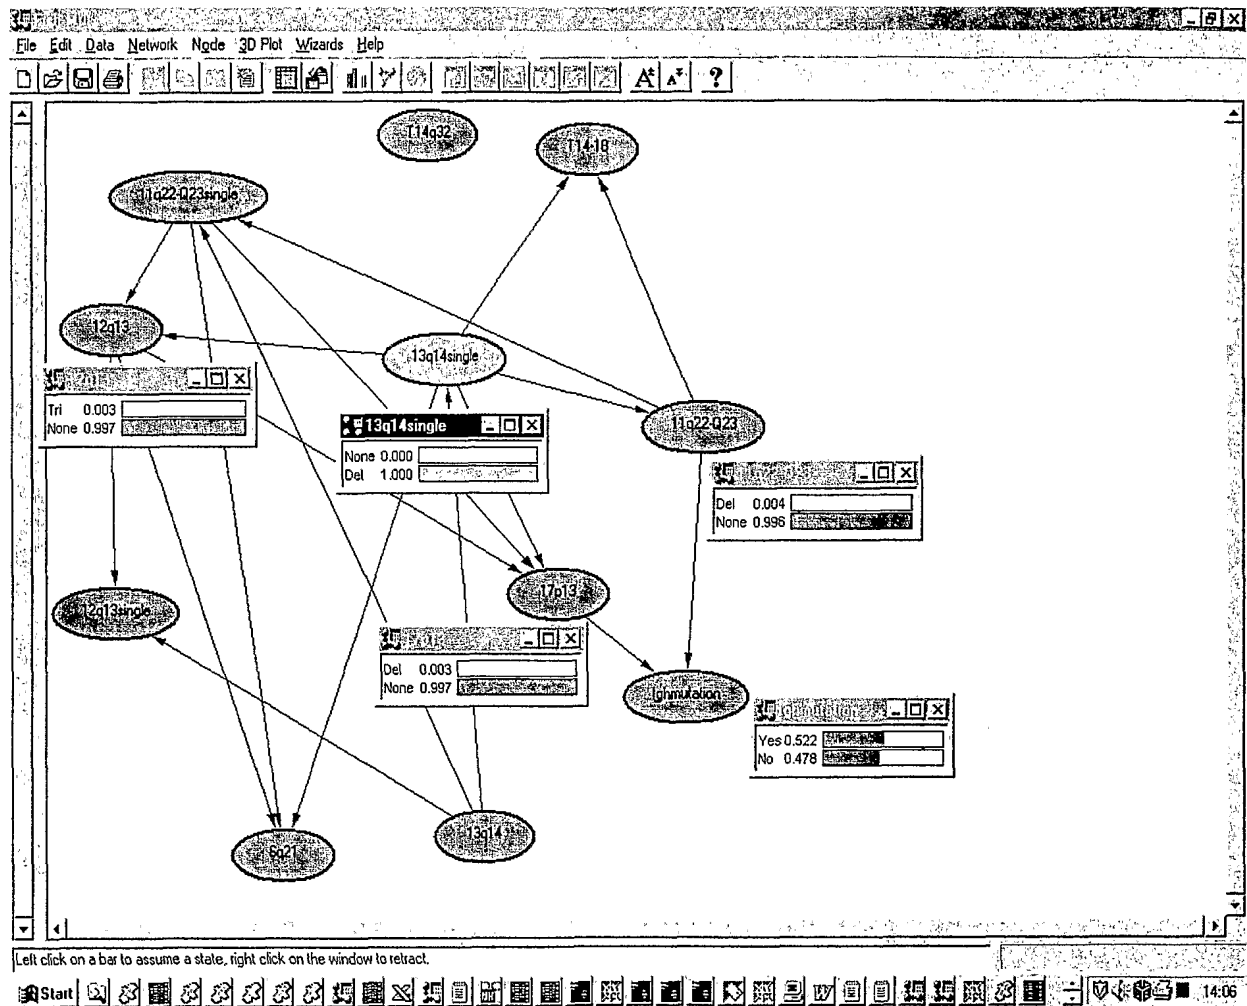 File Edit Data Network Node 3D Plot Wizards Help
T14q32
T14-18
11q22-Q23single
12q13
13q14single
11q22-Q23
Tri 0.003
None 0.997
13q14single
None 0.000
Del 1.000
Del 0.004
None 0.996
17p13
12q13single
Del 0.003
None 0.997
Ighmutation
Ighmutation
Yes 0.522
No 0.478
6q21
13q14
Left click on a bar to assume a state, right click on the window to retract.
Start
14:06